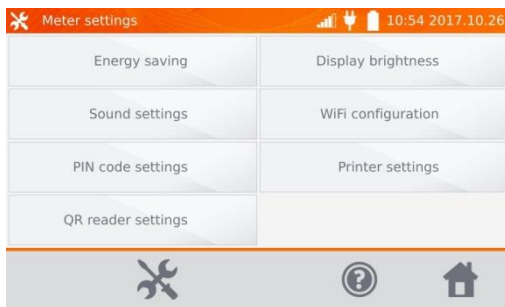 Meter settings 10:54 2017.10.26
Energy saving Display brightness
Sound settings WiFi configuration
PIN code settings Printer settings
QR reader settings
?